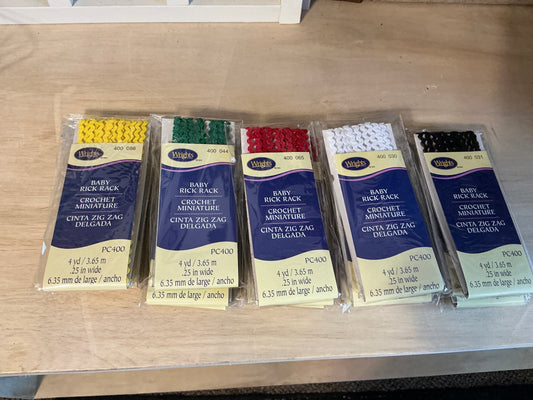 Wrights
400 086
BABY
RICK RACK
CROCHET
MINIATURE
CINTA ZIG ZAG
DELGADA
PC400
4 yd / 3.65 m
.25 in wide
6.35 mm de large / ancho
Wrights
400 044
BABY
RICK RACK
CROCHET
MINIATURE
CINTA ZIG ZAG
DELGADA
PC400
4 yd / 3.65 m
.25 in wide
6.35 mm de large / ancho
Wrights
400 065
BABY
RICK RACK
CROCHET
MINIATURE
CINTA ZIG ZAG
DELGADA
PC400
4 yd / 3.65 m
.25 in wide
6.35 mm de large / ancho
Wrights
400 030
BABY
RICK RACK
CROCHET
MINIATURE
CINTA ZIG ZAG
DELGADA
PC400
4 yd / 3.65 m
.25 in wide
6.35 mm de large / ancho
Wrights
400 031
BABY
RICK RACK
CROCHET
MINIATURE
CINTA ZIG ZAG
DELGADA
PC400
4 yd / 3.65 m
.25 in wide
6.35 mm de large / ancho